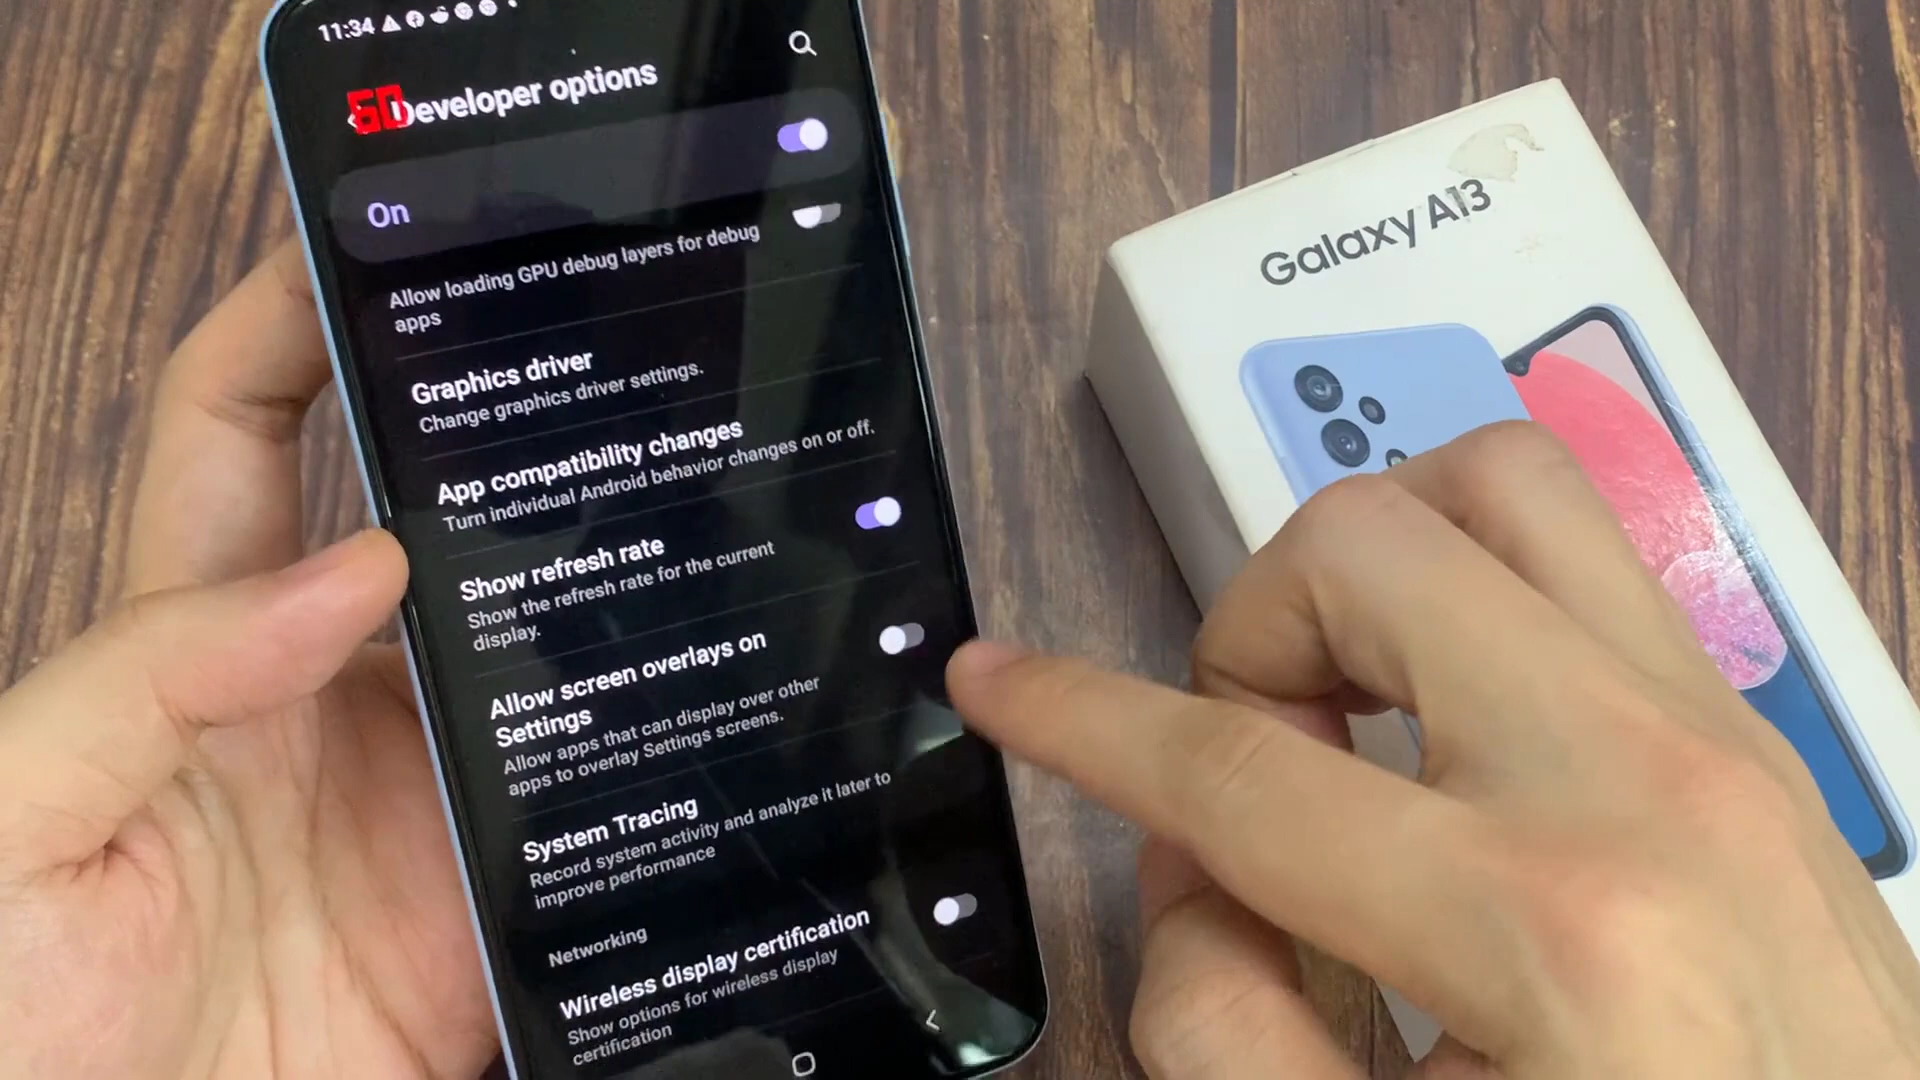 11:34
60
Developer options
On
Allow loading GPU debug layers for debug
apps
Graphics driver
Change graphics driver settings.
App compatibility changes
Turn individual Android behavior changes on or off.
Show refresh rate
Show the refresh rate for the current
display.
Allow screen overlays on
Settings
Allow apps that can display over other
apps to overlay Settings screens.
System Tracing
Record system activity and analyze it later to
improve performance
Networking
Wireless display certification
Show options for wireless display
certification
Galaxy A13